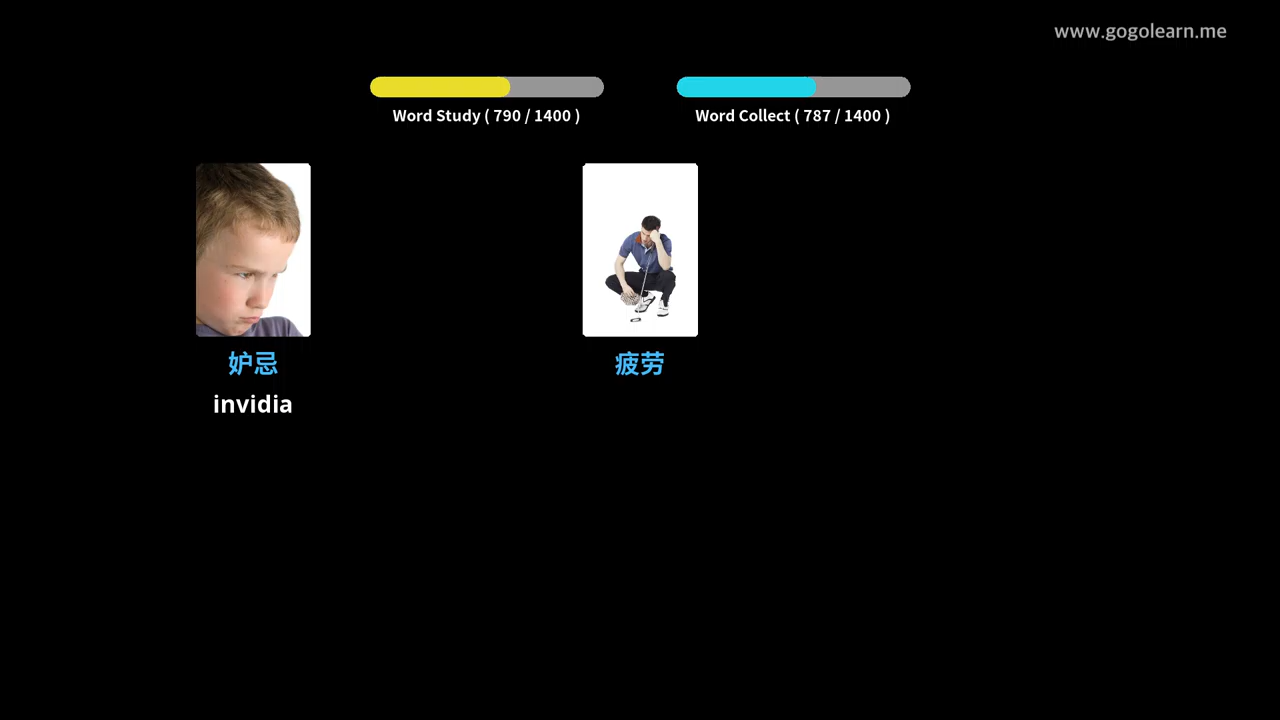 www.gogolearn.me
Word Study ( 790 / 1400 )
Word Collect ( 787 / 1400 )
妒忌
invidia
疲劳